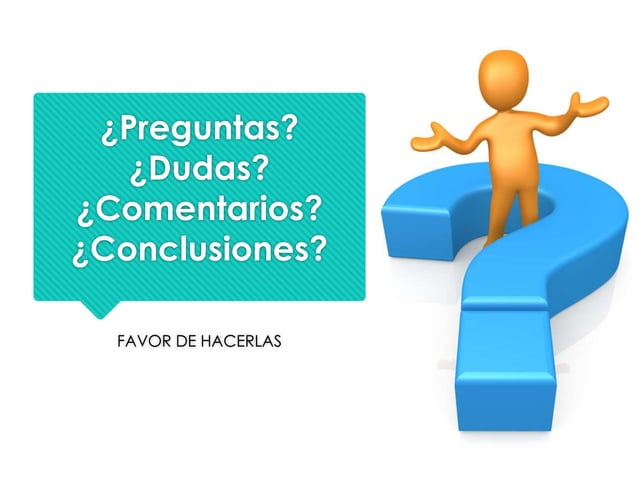 ¿Preguntas?
¿Dudas?
¿Comentarios?
¿Conclusiones?
FAVOR DE HACERLAS